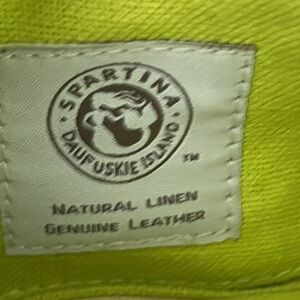 SPARTINA
DAUFUSKIE ISLAND
TM
NATURAL LINEN
GENUINE LEATHER